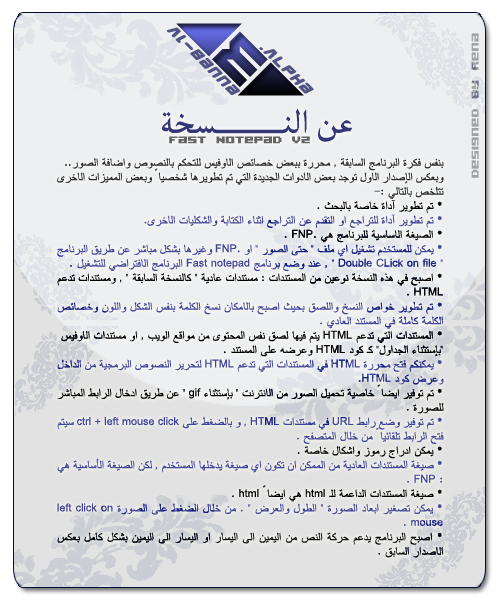 M.ALPHA
AL-BANNA
عن النـــــسخة
FAST NOTEPAD V2
Designed By Rana
بنفس فكرة البرنامج السابقة , محررة ببعض خصائص الاوفيس للتحكم بالنصوص واضافة الصور..
وبعكس الإصدار الاول توجد بعض الادوات الجديدة التي تم تطويرها شخصياً وبعض المميزات الاخرى
تتلخص بالتالي :-
* تم تطوير أداة خاصة بالبحث .
* تم تطوير أداة للتراجع او التقدم عن التراجع اثناء الكتابة والشكليات الاخرى.
* الصيغة الاساسية للبرنامج هي .FNP .
* يمكن للمستخدم تشغيل اي ملف " حتى الصور " او .FNP وغيرها بشكل مباشر عن طريق البرنامج
" Double CLick on file " , عند وضع برنامج Fast notepad البرنامج الافتراضي للتشغيل .
* اصبح في هذه النسخة نوعين من المستندات : مستندات عادية " كالنسخة السابقة " , ومستندات تدعم
HTML .
* تم تطوير خواص النسخ واللصق بحيث اصبح بالامكان نسخ الكلمة بنفس الشكل واللون وخصائص
الكلمة كاملة في المستند العادي .
* المستندات التي تدعم HTML يتم فيها لصق نفس المحتوى من مواقع الويب , او مستندات الاوفيس
"بإستثناء الجداول" كـ كود HTML وعرضه على المستند .
* يمكنكم فتح محررة HTML في المستندات التي تدعم HTML لتحرير النصوص البرمجية من الداخل
وعرض كود HTML.
* تم توفير ايضاً خاصية تحميل الصور من الانترنت " بإستثناء gif " عن طريق ادخال الرابط المباشر
للصورة .
* تم توفير وضع رابط URL في مستندات HTML , و بالضغط على ctrl + left mouse click سيتم
فتح الرابط تلقائياً من خلال المتصفح .
* يمكن ادراج رموز واشكال خاصة .
* صيغة المستندات العادية من الممكن ان تكون اي صيغة يدخلها المستخدم , لكن الصيغة الأساسية هي
: FNP .
* صيغة المستندات الداعمة للـ html هي ايضاً html .
* يمكن تصغير ابعاد الصورة " الطول والعرض " . من خلال الضغط على الصورة left click on
mouse .
* اصبح البرنامج يدعم حركة النص من اليمين الى اليسار او اليسار الى اليمين بشكل كامل بعكس
الاصدار السابق .